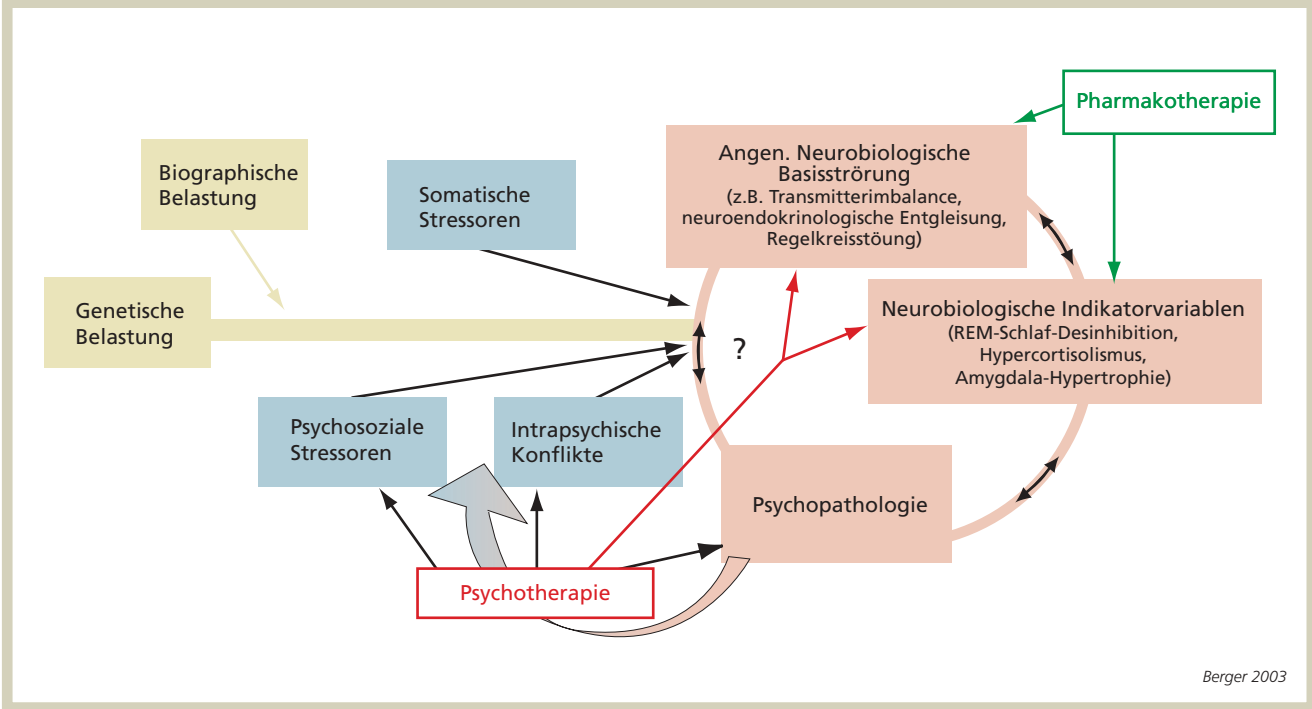 Pharmakotherapie
Biographische
Belastung
Somatische
Stressoren
Angen. Neurobiologische
Basisströrung
(z.B. Transmitterimbalance,
neuroendokrinologische Entgleisung,
Regelkreisstöung)
Genetische
Belastung
?
Neurobiologische Indikatorvariablen
(REM-Schlaf-Desinhibition,
Hypercortisolismus,
Amygdala-Hypertrophie)
Psychosoziale
Stressoren
Intrapsychische
Konflikte
Psychopathologie
Psychotherapie
Berger 2003